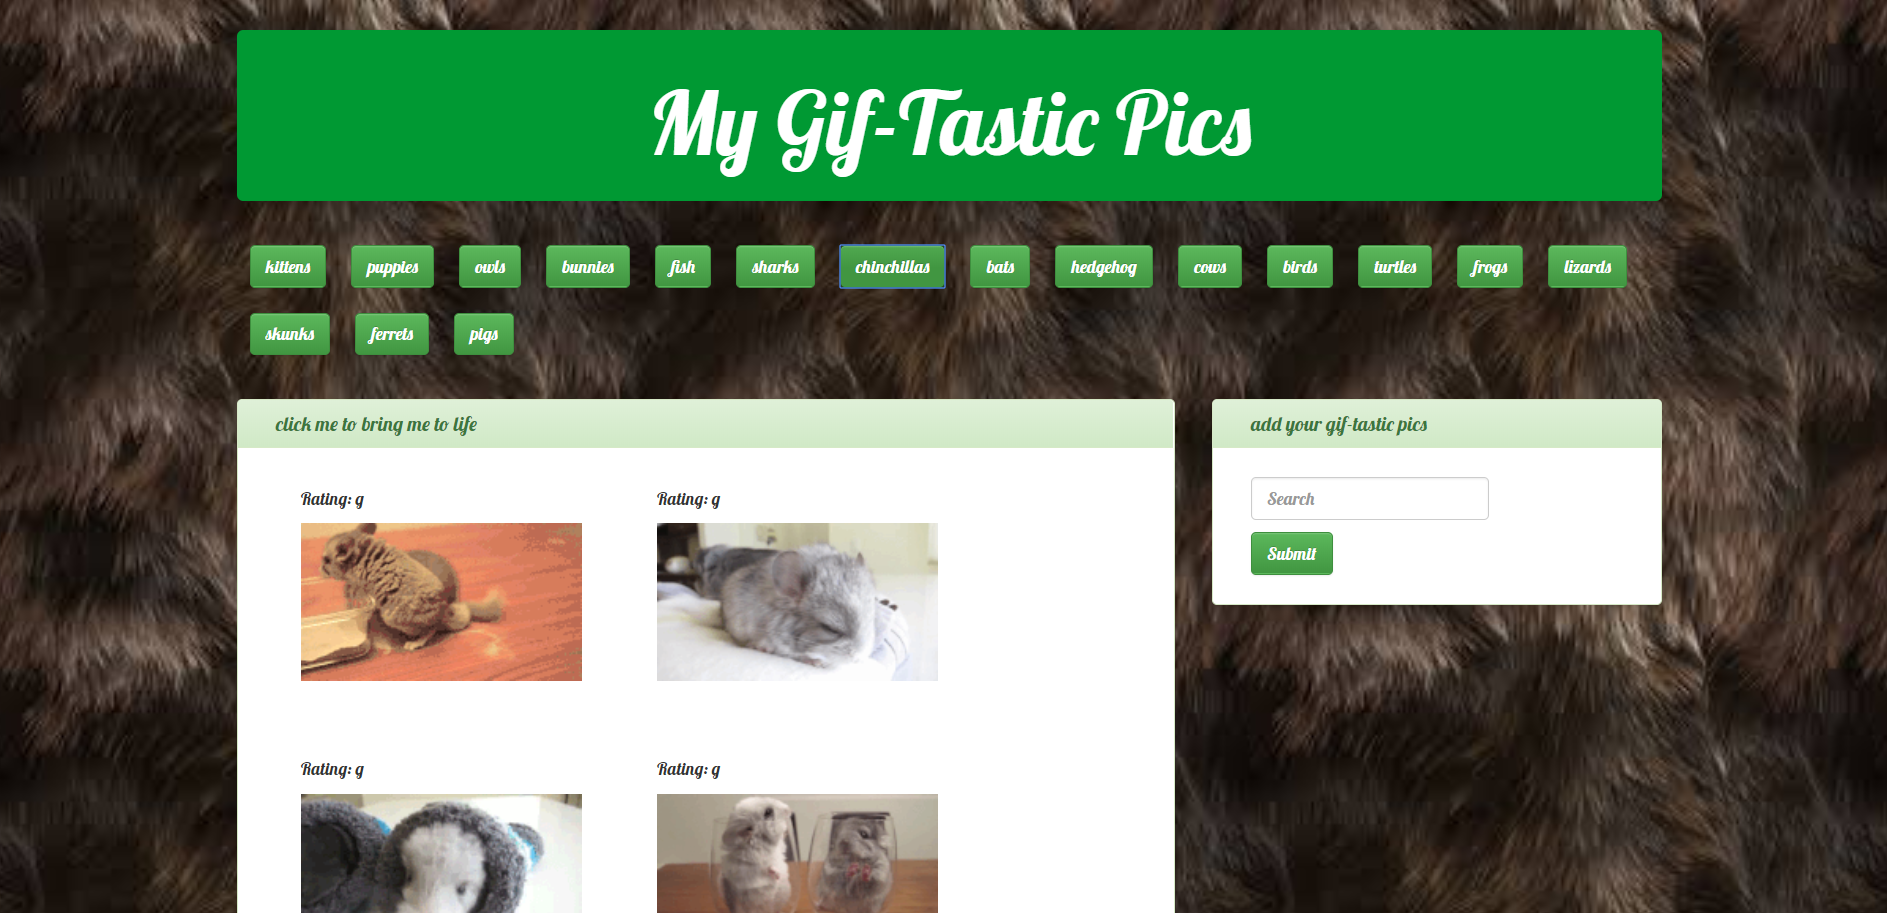 My Gif-Tastic Pics
kittens puppies owls bunnies fish sharks chinchillas bats hedgehog cows birds turtles frogs lizards
skunks ferrets pigs
click me to bring me to life
Rating: g Rating: g
Rating: g Rating: g
add your gif-tastic pics
Search
Submit